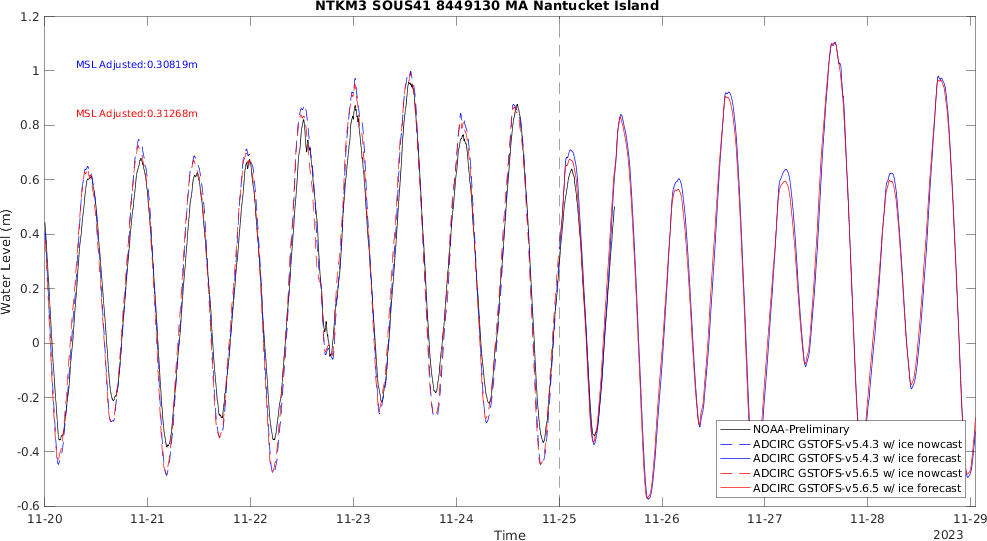 NTKM3 SOUS41 8449130 MA Nantucket Island
1.2
1
0.8
0.6
0.4
0.2
0
-0.2
-0.4
-0.6
Water Level (m)
MSL Adjusted:0.30819m
MSL Adjusted:0.31268m
NOAA-Preliminary
ADCIRC GSTOFS-v5.4.3 w/ ice nowcast
ADCIRC GSTOFS-v5.4.3 w/ ice forecast
ADCIRC GSTOFS-v5.6.5 w/ ice nowcast
ADCIRC GSTOFS-v5.6.5 w/ ice forecast
11-20 11-21 11-22 11-23 11-24 11-25 11-26 11-27 11-28 11-29
Time
2023